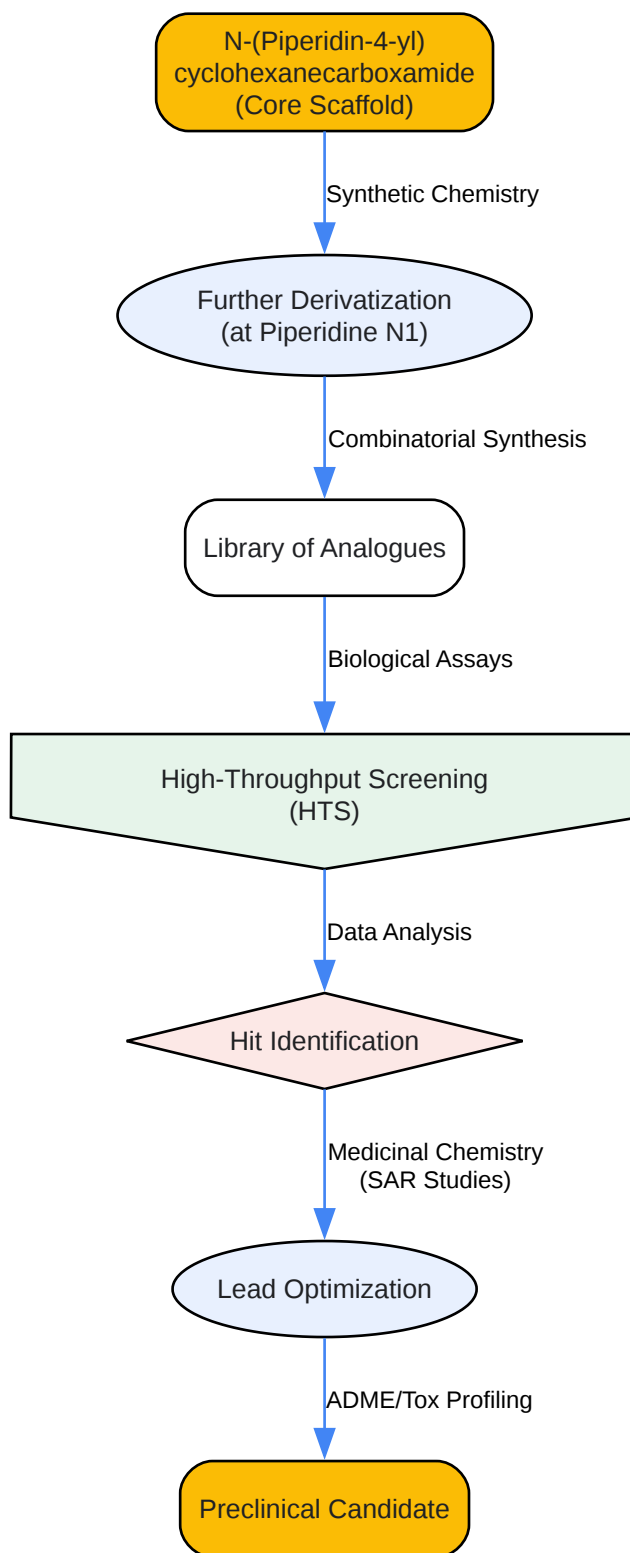 N-(Piperidin-4-yl)
cyclohexanecarboxamide
(Core Scaffold)
Synthetic Chemistry
Further Derivatization
(at Piperidine N1)
Combinatorial Synthesis
Library of Analogues
Biological Assays
High-Throughput Screening
(HTS)
Data Analysis
Hit Identification
Medicinal Chemistry
(SAR Studies)
Lead Optimization
ADME/Tox Profiling
Preclinical Candidate